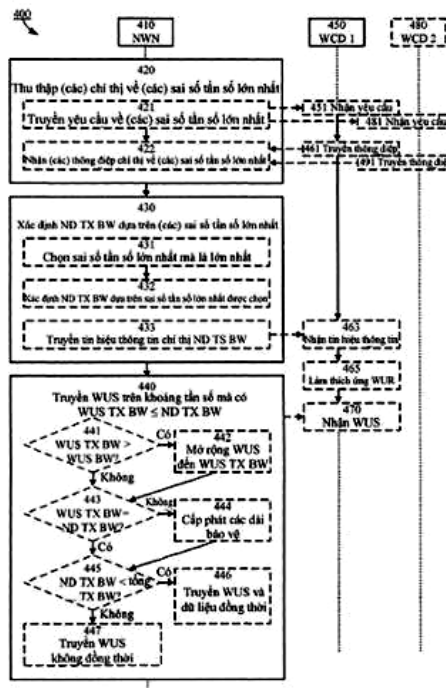 400
410
NWN
450
WCD 1
480
WCD 2
420
Thu thập (các) chỉ thị về (các) sai số tần số lớn nhất
421
Truyền yêu cầu về (các) sai số tần số lớn nhất
451 Nhận yêu cầu
481 Nhận yêu cầu
422
Nhận (các) thông điệp chỉ thị về (các) sai số tần số lớn nhất
461 Truyền thông điệp
491 Truyền thông điệp
430
Xác định ND TX BW dựa trên (các) sai số tần số lớn nhất
431
Chọn sai số tần số lớn nhất mà là lớn nhất
432
Xác định ND TX BW dựa trên sai số tần số lớn nhất được chọn
433
Truyền tín hiệu thông tin chỉ thị ND TS BW
463
Nhận tín hiệu thông tin
465
Làm thích ứng WUR
440
Truyền WUS trên khoảng tần số mà có
WUS TX BW ≤ ND TX BW
470
Nhận WUS
441
WUS TX BW >
WUS BW?
Có
442
Mở rộng WUS
đến WUS TX BW
Không
443
WUS TX BW=
ND TX BW?
Không
444
Cấp phát các dải
bảo vệ
Có
445
ND TX BW < tổng
TX BW?
Có
446
Truyền WUS và
dữ liệu đồng thời
Không
447
Truyền WUS
không đồng thời